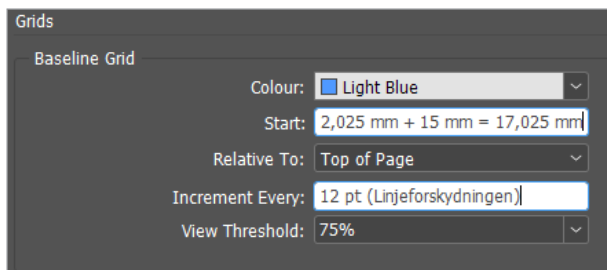 Grids
Baseline Grid
Colour: Light Blue
Start: 2,025 mm + 15 mm = 17,025 mm
Relative To: Top of Page
Increment Every: 12 pt (Linjeforskydningen)
View Threshold: 75%